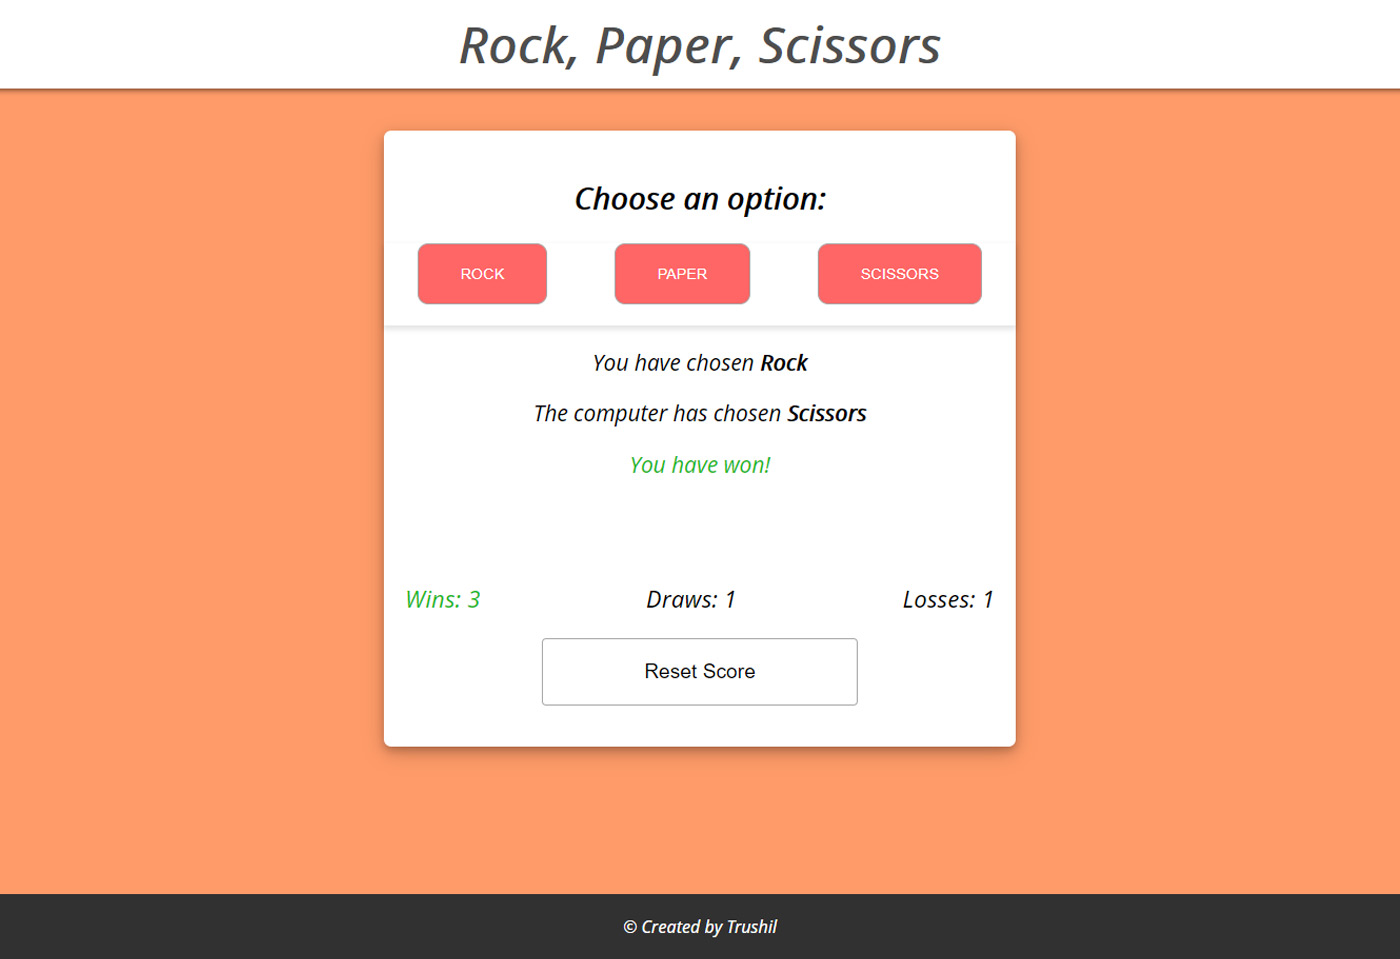 Rock, Paper, Scissors
Choose an option:
ROCK PAPER SCISSORS
You have chosen Rock
The computer has chosen Scissors
You have won!
Wins: 3 Draws: 1 Losses: 1
Reset Score
© Created by Trushil